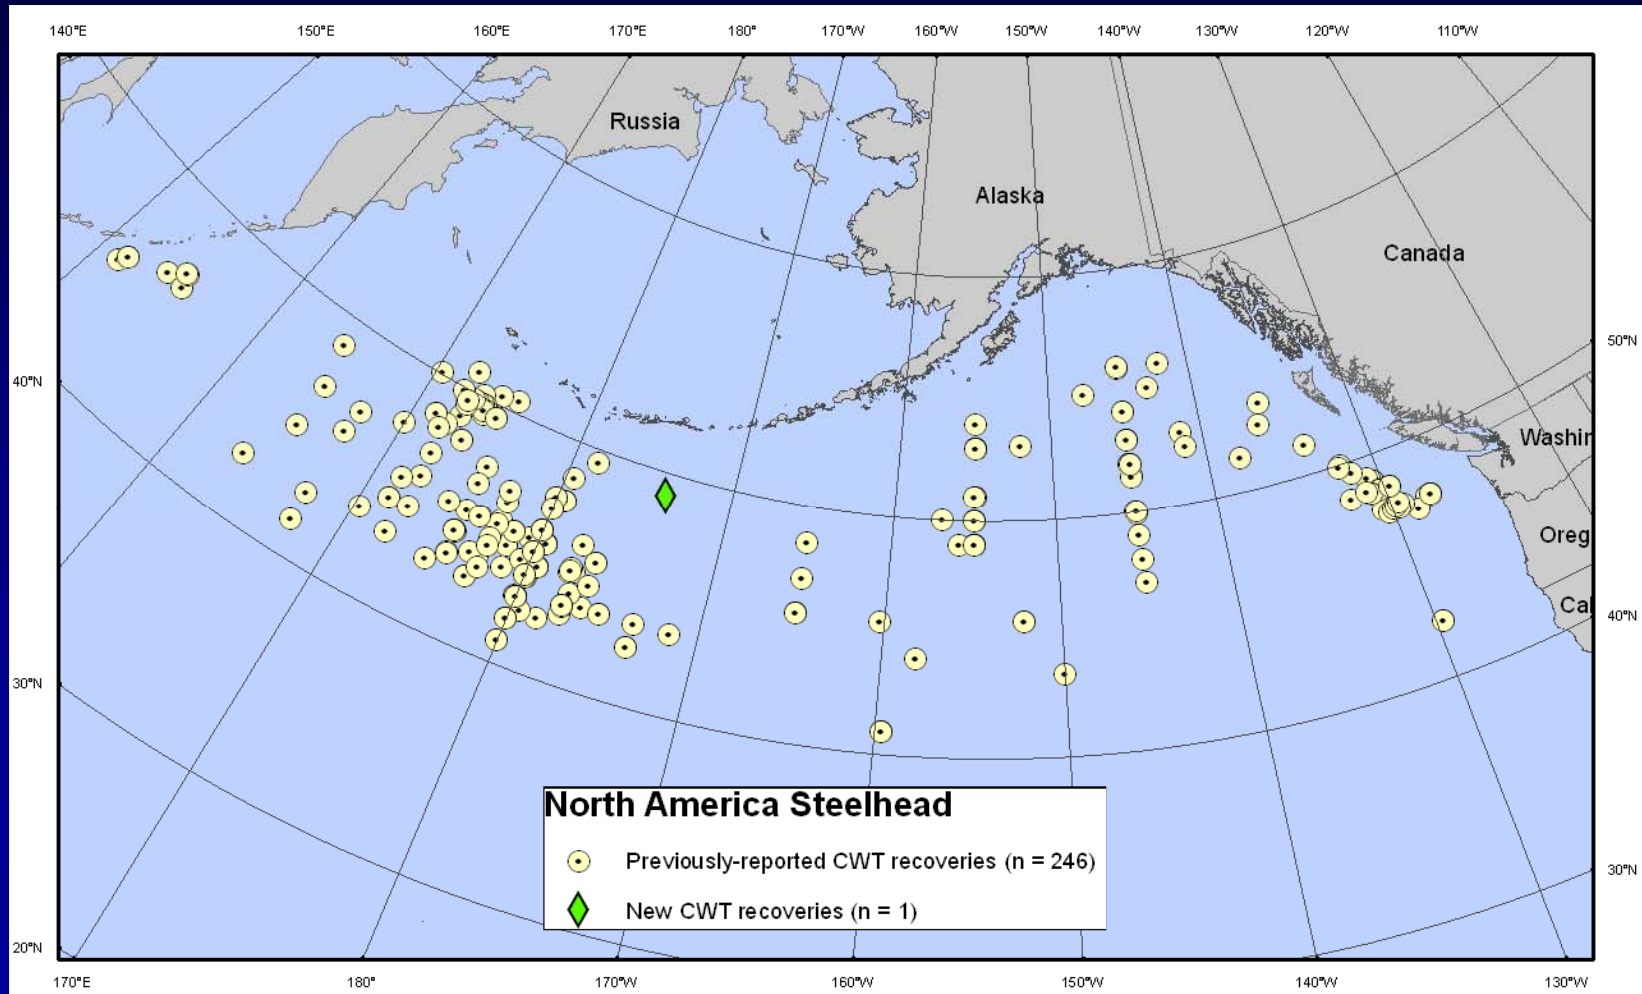 140°E 150°E 160°E 170°E 180° 170°W 160°W 150°W 140°W 130°W 120°W 110°W
Russia
Alaska
Canada
50°N
40°N
Washin
Oreg
Cal
40°N
30°N
North America Steelhead
Previously-reported CWT recoveries (n = 246)
30°N
New CWT recoveries (n = 1)
20°N
170°E 180° 170°W 160°W 150°W 140°W 130°W